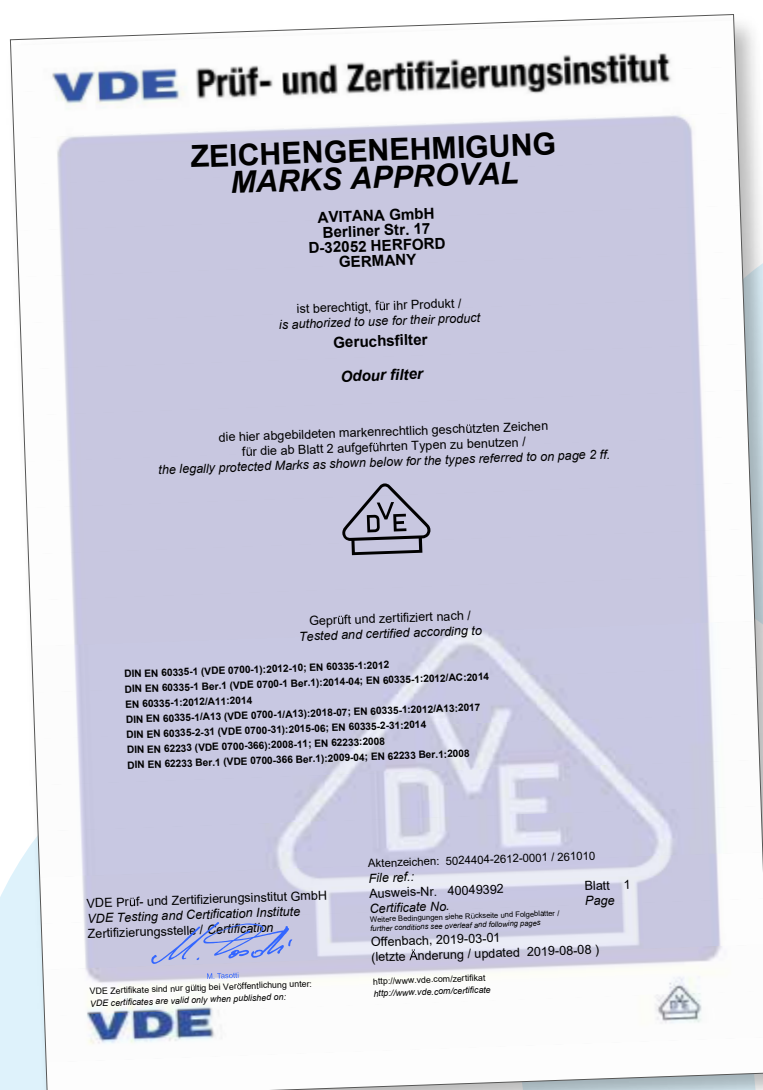 VDE Prüf- und Zertifizierungsinstitut
ZEICHENGENEHMIGUNG
MARKS APPROVAL
AVITANA GmbH
Berliner Str. 17
D-32052 HERFORD
GERMANY
ist berechtigt, für ihr Produkt /
is authorized to use for their product
Geruchsfilter
Odour filter
die hier abgebildeten markenrechtlich geschützten Zeichen
für die ab Blatt 2 aufgeführten Typen zu benutzen /
the legally protected Marks as shown below for the types referred to on page 2 ff.
DVE
Geprüft und zertifiziert nach /
Tested and certified according to
DIN EN 60335-1 (VDE 0700-1):2012-10; EN 60335-1:2012
DIN EN 60335-1 Ber.1 (VDE 0700-1 Ber.1):2014-04; EN 60335-1:2012/AC:2014
EN 60335-1:2012/A11:2014
DIN EN 60335-1/A13 (VDE 0700-1/A13):2018-07; EN 60335-1:2012/A13:2017
DIN EN 60335-2-31 (VDE 0700-31):2015-06; EN 60335-2-31:2014
DIN EN 62233 (VDE 0700-366):2008-11; EN 62233:2008
DIN EN 62233 Ber.1 (VDE 0700-366 Ber.1):2009-04; EN 62233 Ber.1:2008
DVE
VDE Prüf- und Zertifizierungsinstitut GmbH
VDE Testing and Certification Institute
Zertifizierungsstelle / Certification
M. Tasotti
Aktenzeichen: 5024404-2612-0001 / 261010
File ref.:
Ausweis-Nr. 40049392 Blatt 1
Certificate No. Page
Weitere Bedingungen siehe Rückseite und Folgeblätter /
further conditions see overleaf and following pages
Offenbach, 2019-03-01
(letzte Änderung / updated 2019-08-08 )
VDE Zertifikate sind nur gültig bei Veröffentlichung unter:
VDE certificates are valid only when published on:
http://www.vde.com/zertifikat
http://www.vde.com/certificate
VDE
DVE